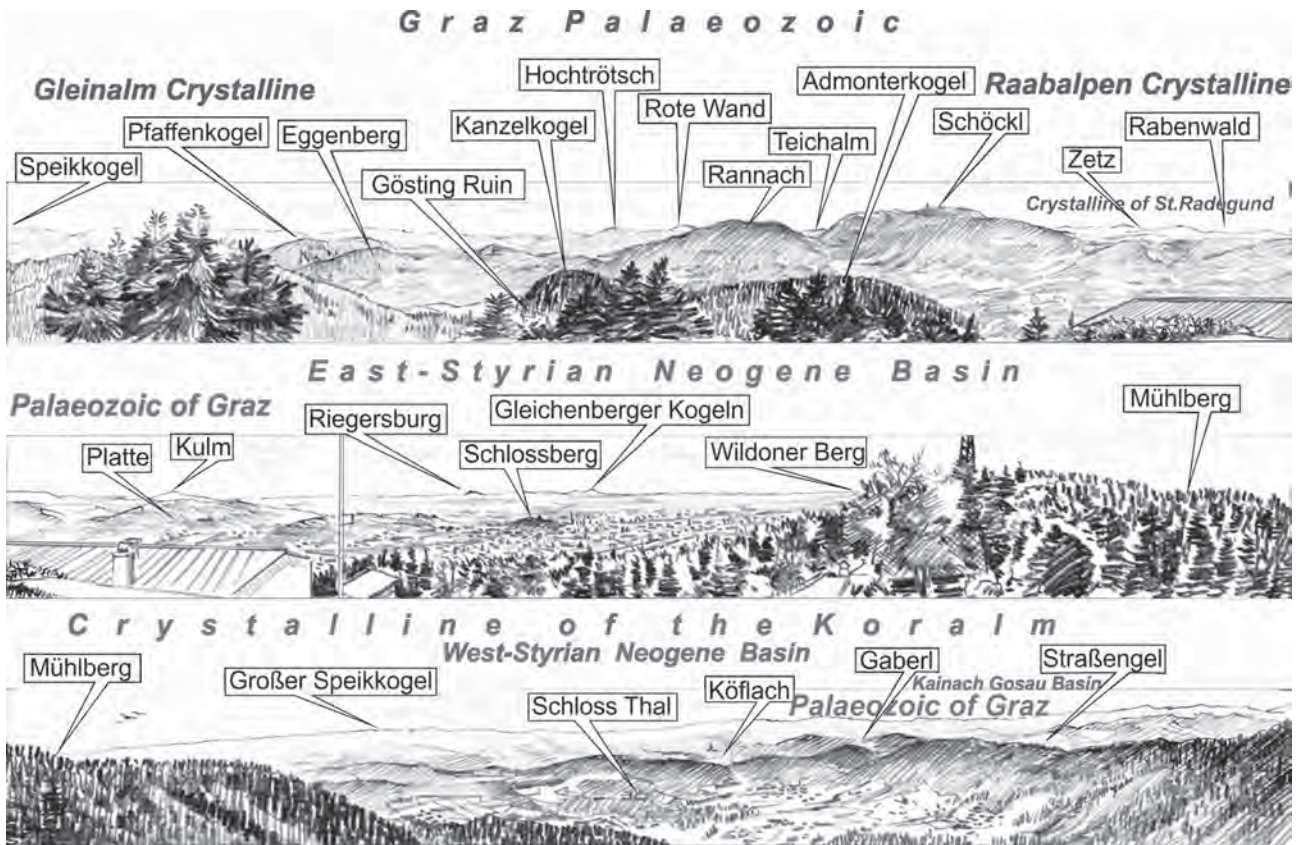 Graz Palaeozoic
Hochtrötsch
Admonterkogel
Gleinalm Crystalline
Raabalpen Crystalline
Rote Wand
Schöckl
Rabenwald
Pfaffenkogel
Eggenberg
Kanzelkogel
Teichalm
Zetz
Speikkogel
Gösting Ruin
Rannach
Crystalline of St.Radegund
East-Styrian Neogene Basin
Palaeozoic of Graz
Riegersburg
Gleichenberger Kogeln
Mühlberg
Platte
Kulm
Schlossberg
Wildoner Berg
Crystalline of the Koralm
West-Styrian Neogene Basin
Mühlberg
Großer Speikkogel
Gaberl
Straßengel
Kainach Gosau Basin
Schloss Thal
Köflach
Palaeozoic of Graz